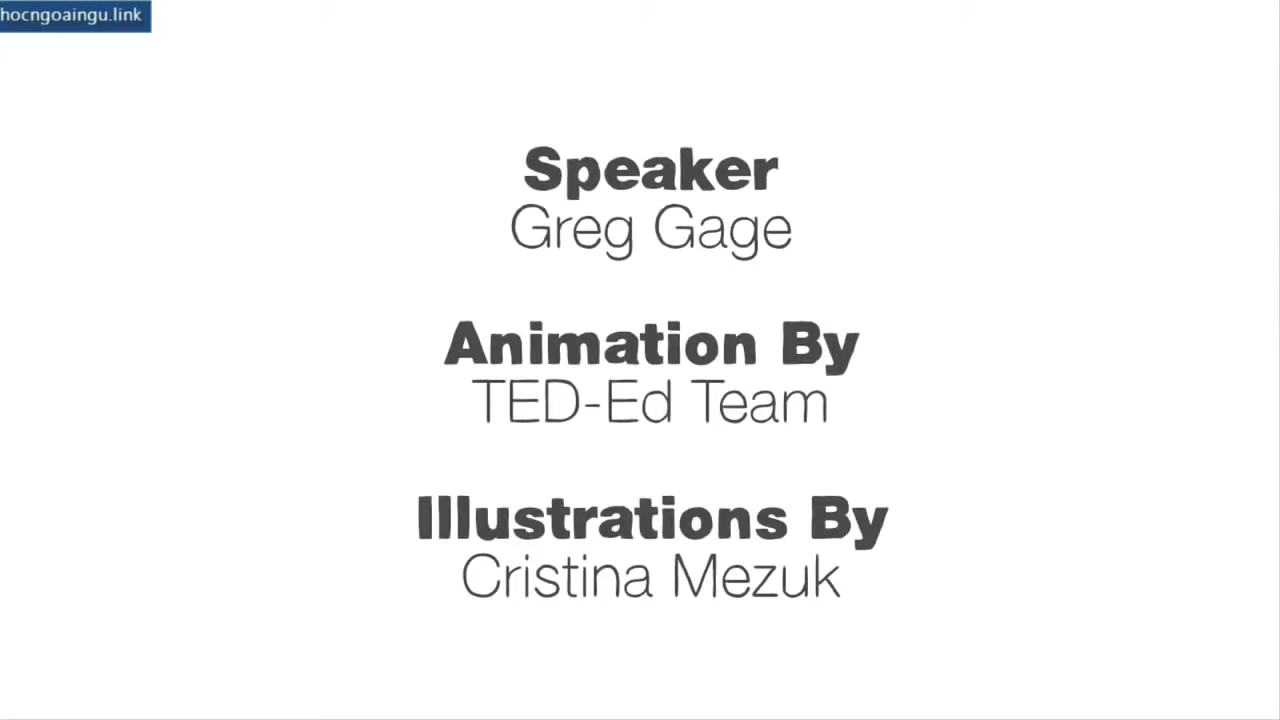 hocngoaingu.link
Speaker
Greg Gage
Animation By
TED-Ed Team
Illustrations By
Cristina Mezuk